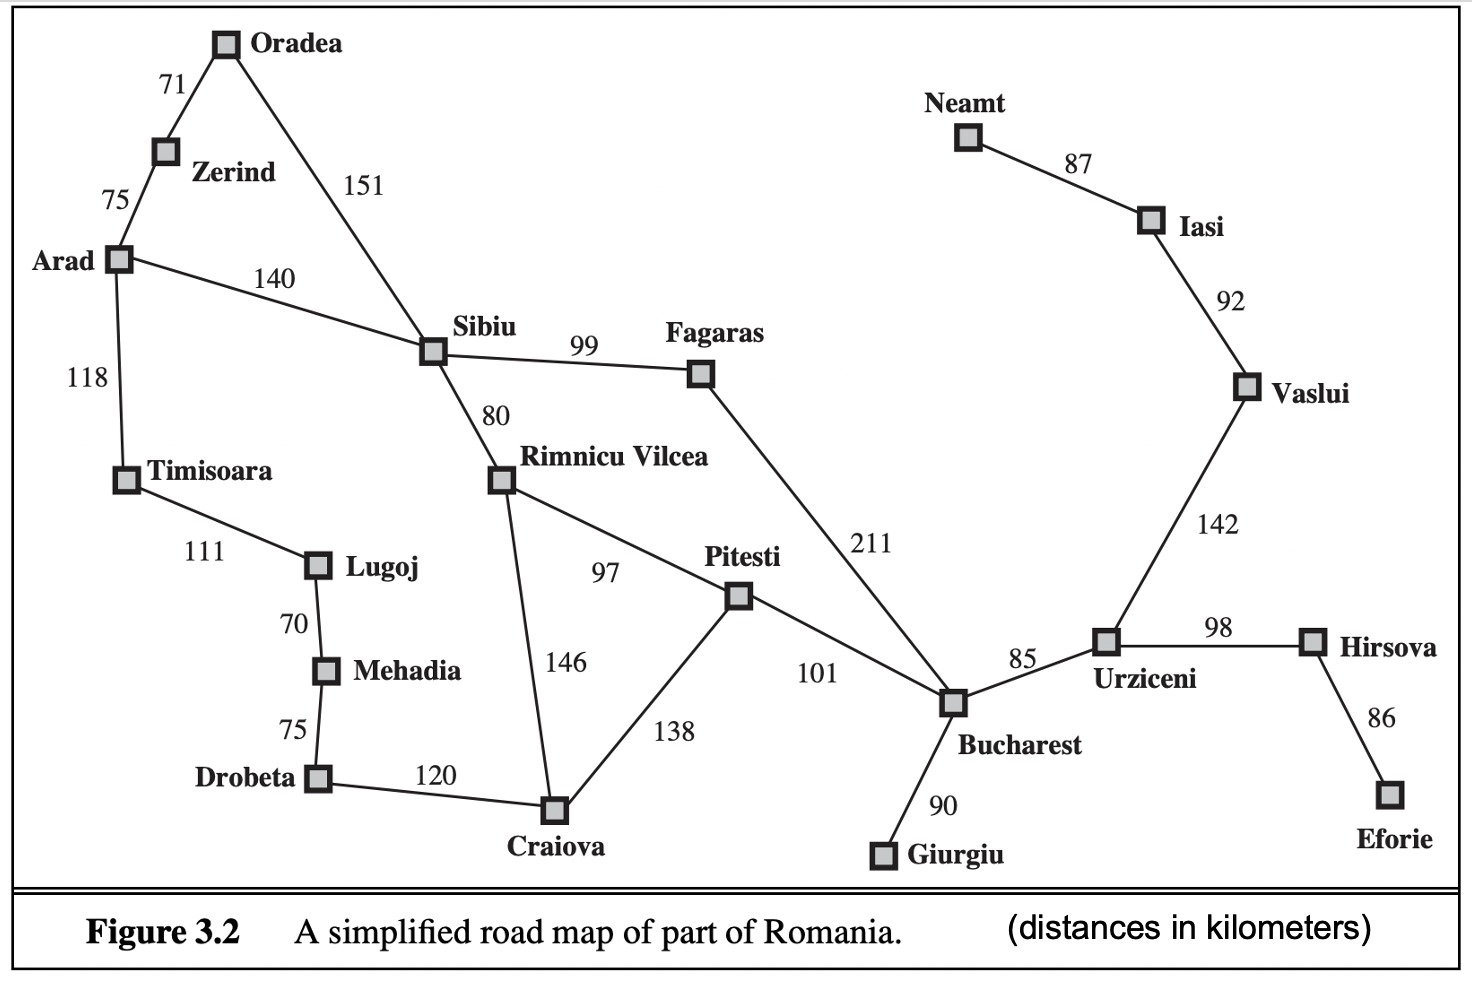 Oradea
71
Neamt
Zerind
87
75
151
Iasi
Arad
140
92
Sibiu
Fagaras
99
118
Vaslui
80
Timisoara
Rimnicu Vilcea
142
111
Lugoj
97
Pitesti
211
70
Mehadia
146
101
85
98
Hirsova
Urziceni
75
138
86
Bucharest
Drobeta
120
90
Craiova
Giurgiu
Eforie
Figure 3.2 A simplified road map of part of Romania. (distances in kilometers)